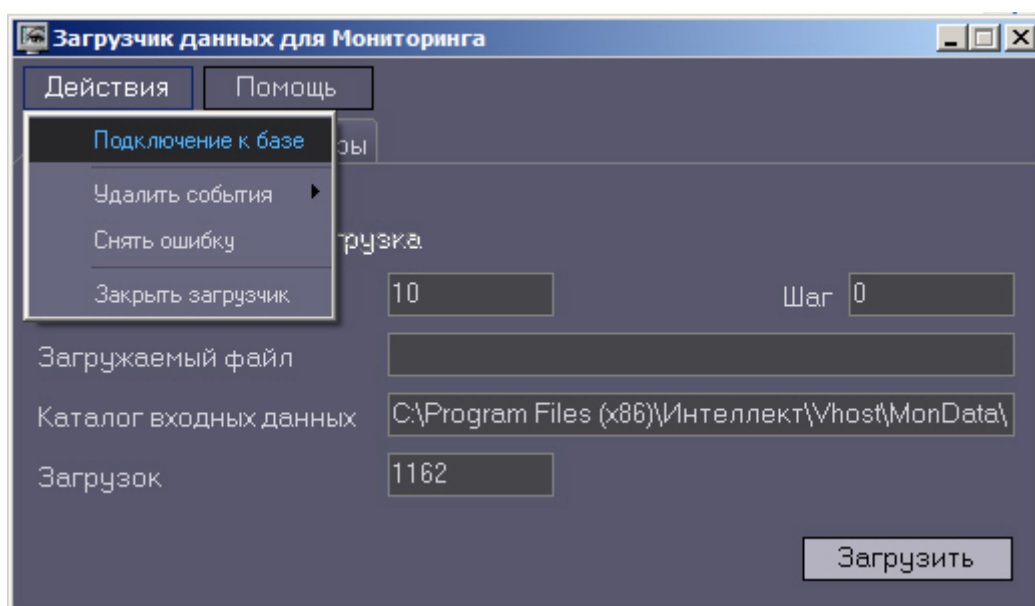 Загрузчик данных для Мониторинга
Действия Помощь
Подключение к базе
Удалить события
Снять ошибку
Закрыть загрузчик
10 Шаг 0
Загружаемый файл
Каталог входных данных C:\Program Files (x86)\Интеллект\Vhost\MonData\
Загрузок 1162
Загрузить